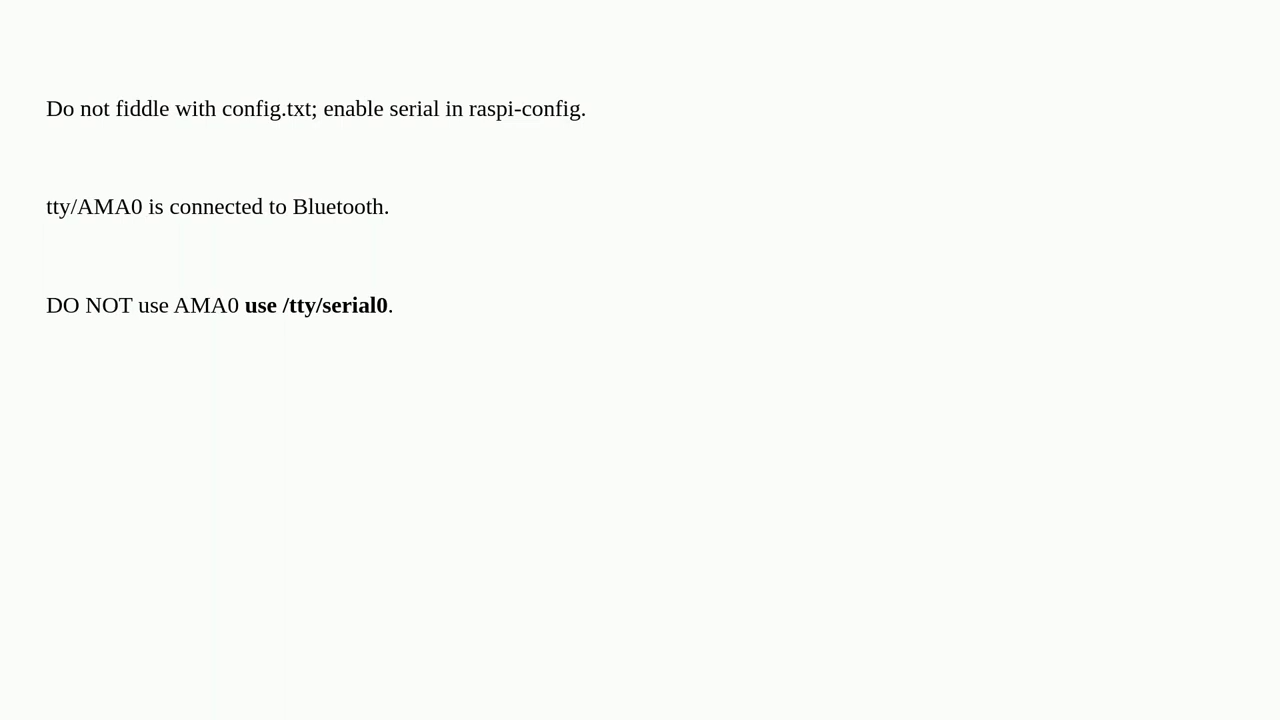 Do not fiddle with config.txt; enable serial in raspi-config.
tty/AMA0 is connected to Bluetooth.
DO NOT use AMA0 use /tty/serial0.